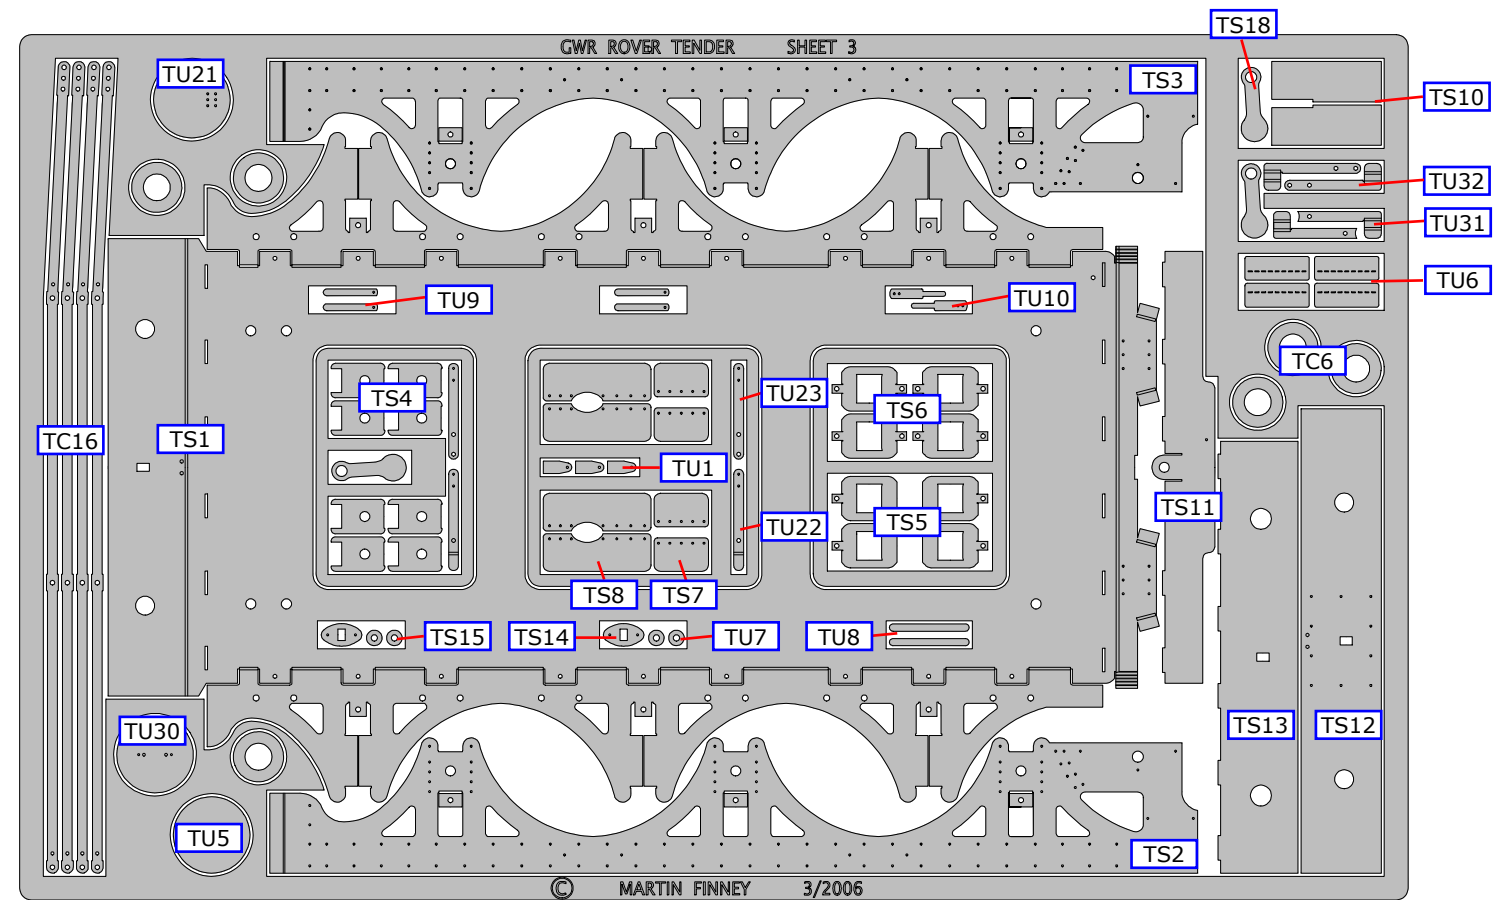 TS18
GWR ROVER TENDER SHEET 3
TU21
TS3
TS10
TU32
TU31
TU6
TU9
TU10
TC6
TS4
TU23
TS6
TC16
TS1
TU1
TS11
TS5
TU22
TS8
TS7
TS15
TS14
TU7
TU8
TU30
TS13
TS12
TU5
TS2
© MARTIN FINNEY 3/2006